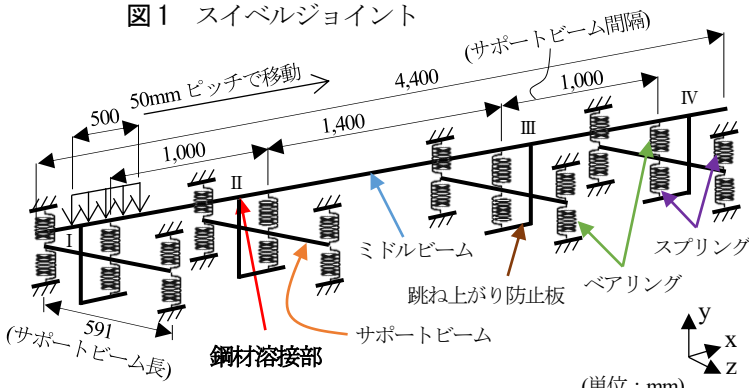 図1 スイベルジョイント
(サポートビーム間隔)
50mm ピッチで移動
4,400
1,000
500
1,400
1,000
I
II
III
IV
ミドルビーム
スプリング
ベアリング
跳ね上がり防止板
サポートビーム
591
(サポートビーム長)
鋼材溶接部
y
x
z
(単位:mm)